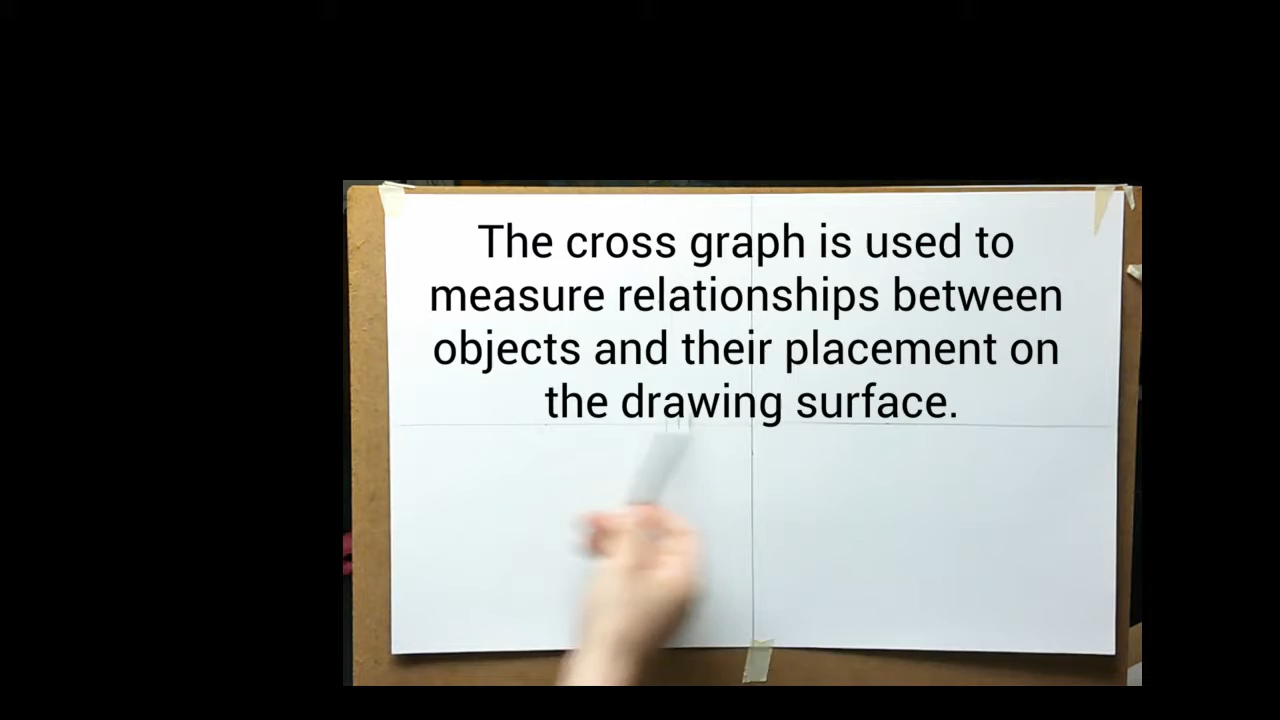 The cross graph is used to
measure relationships between
objects and their placement on
the drawing surface.